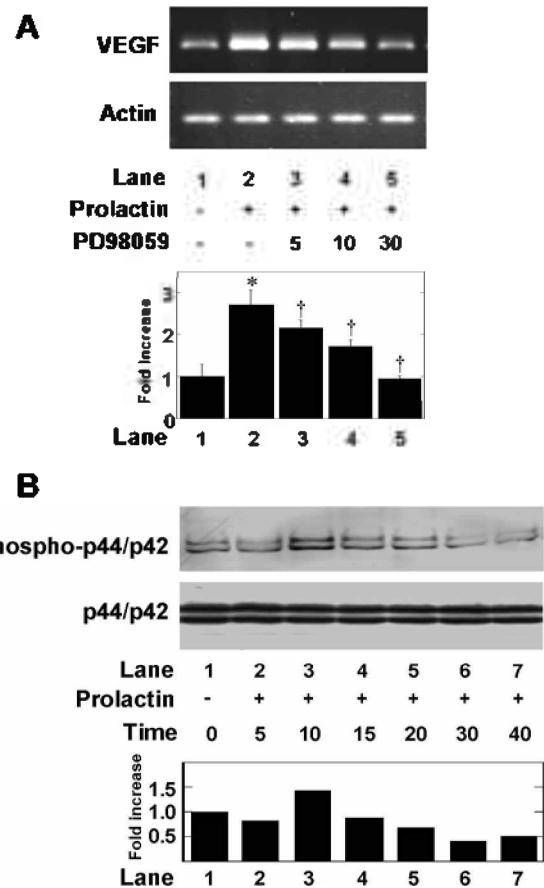 A
VEGF
Actin
Lane 1 2 3 4 5
Prolactin - + + + +
PD98059 - - 5 10 30
Fold Increase
3
2
1
0
* † † †
Lane 1 2 3 4 5
B
hospho-p44/p42
p44/p42
Lane 1 2 3 4 5 6 7
Prolactin - + + + + + +
Time 0 5 10 15 20 30 40
Fold increase
1.5
1.0
0.5
Lane 1 2 3 4 5 6 7